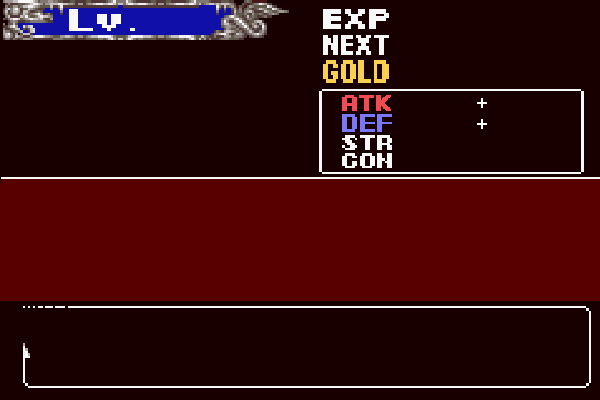 Lv.
EXP
NEXT
GOLD
ATK +
DEF +
STR
CON